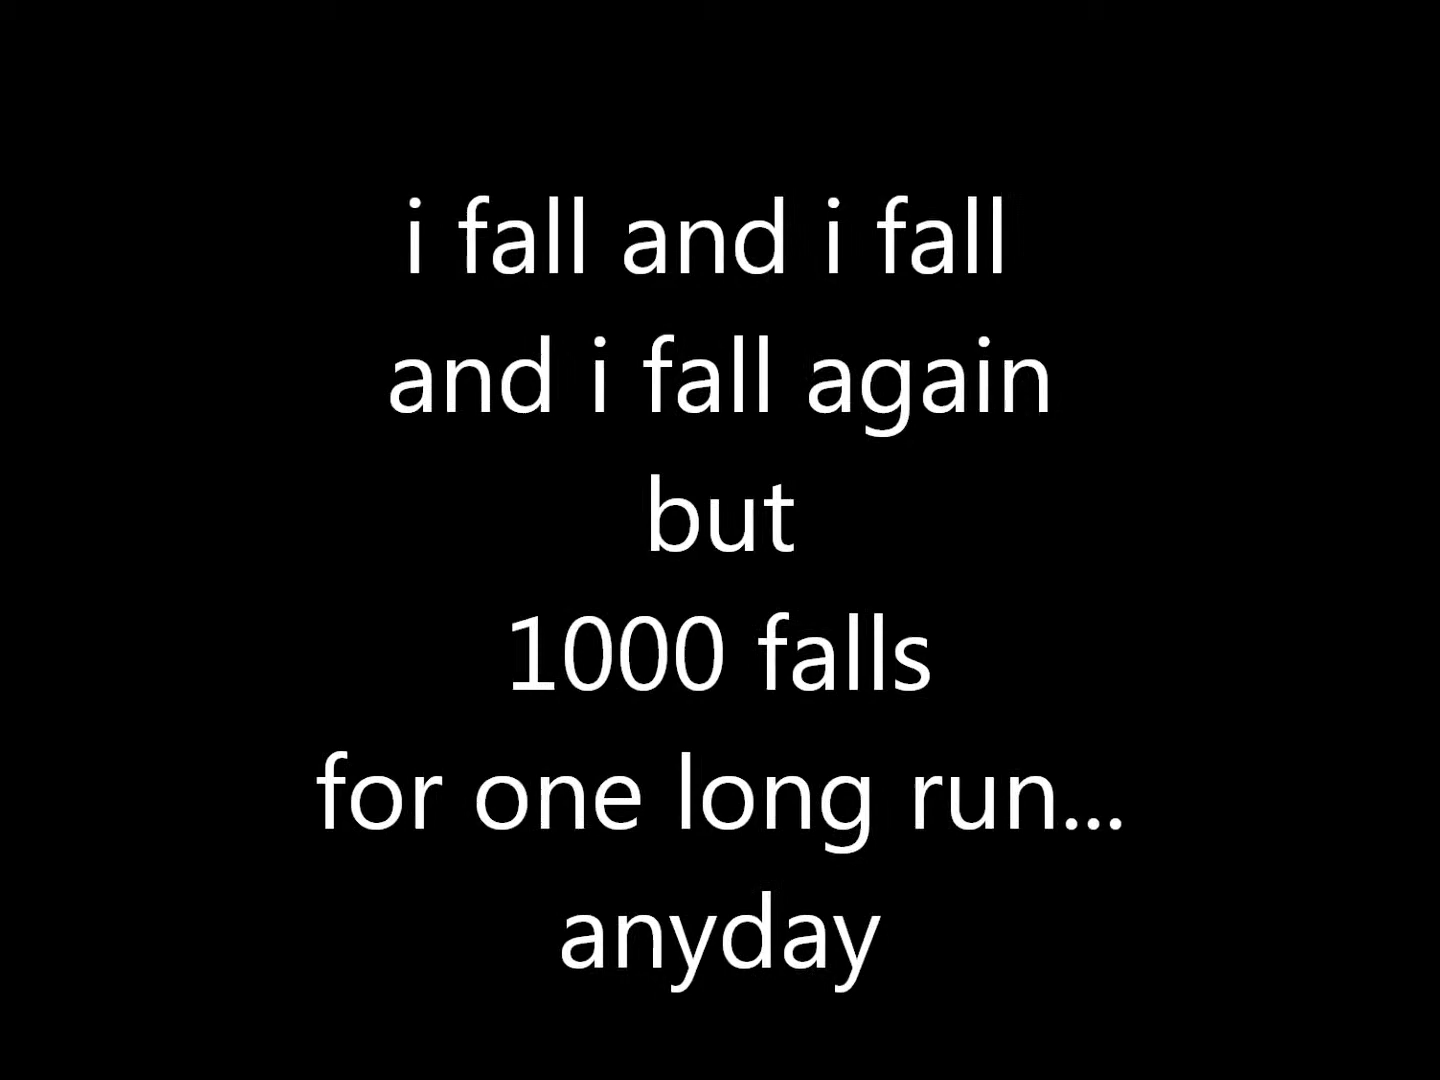 i fall and i fall
and i fall again
but
1000 falls
for one long run...
anyday